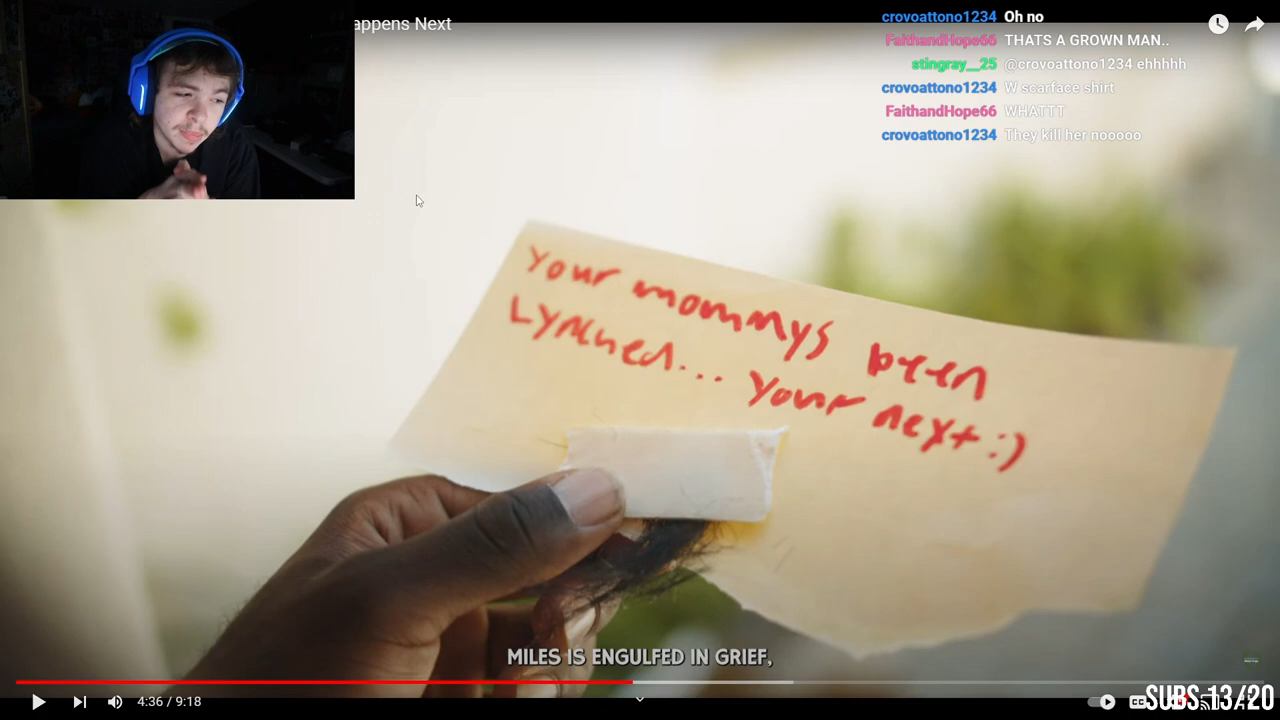 appens Next
crovoattono1234 Oh no
FaithandHope66 THATS A GROWN MAN..
stingray__25 @crovoattono1234 ehhhhh
crovoattono1234 W scarface shirt
FaithandHope66 WHATTT
crovoattono1234 They kill her nooooo
Your mommys been
Lynched... your next :)
MILES IS ENGULFED IN GRIEF,
4:36 / 9:18
CC
SUBS 13/20